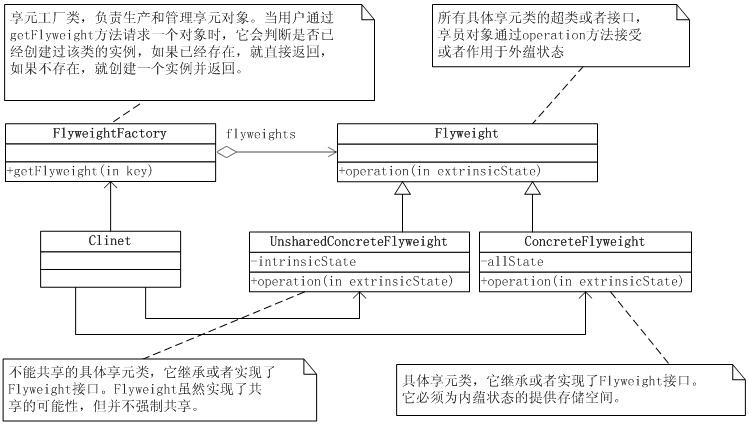 享元工厂类，负责生产和管理享元对象。当用户通过
getFlyweight方法请求一个对象时，它会判断是否已
经创建过该类的实例，如果已经存在，就直接返回，
如果不存在，就创建一个实例并返回。
所有具体享元类的超类或者接口，
享员对象通过operation方法接受
或者作用于外蕴状态
FlyweightFactory
+getFlyweight(in key)
flyweights
Flyweight
+operation(in extrinsicState)
Clinet
UnsharedConcreteFlyweight
-intrinsicState
+operation(in extrinsicState)
ConcreteFlyweight
-allState
+operation(in extrinsicState)
不能共享的具体享元类，它继承或者实现了
Flyweight接口。Flyweight虽然实现了共
享的可能性，但并不强制共享。
具体享元类，它继承或者实现了Flyweight接口。
它必须为内蕴状态的提供存储空间。